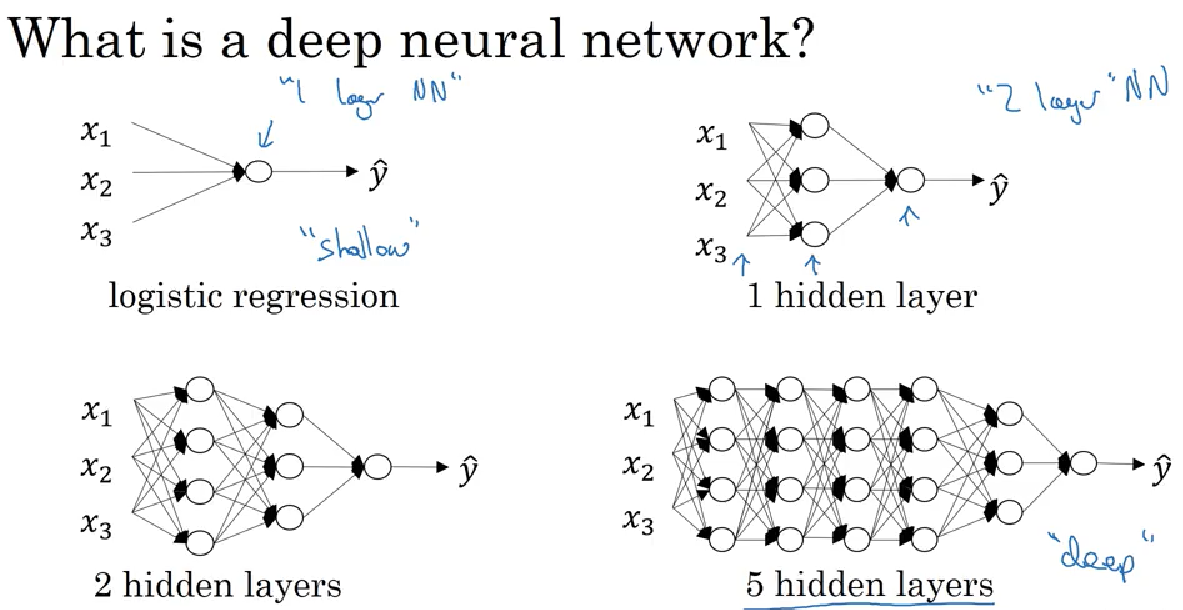 What is a deep neural network?
"1 layer NN"
x₁
x₂
x₃
ŷ
"shallow"
logistic regression
"2 layer" NN
x₁
x₂
x₃
ŷ
1 hidden layer
x₁
x₂
x₃
ŷ
2 hidden layers
x₁
x₂
x₃
ŷ
"deep"
5 hidden layers